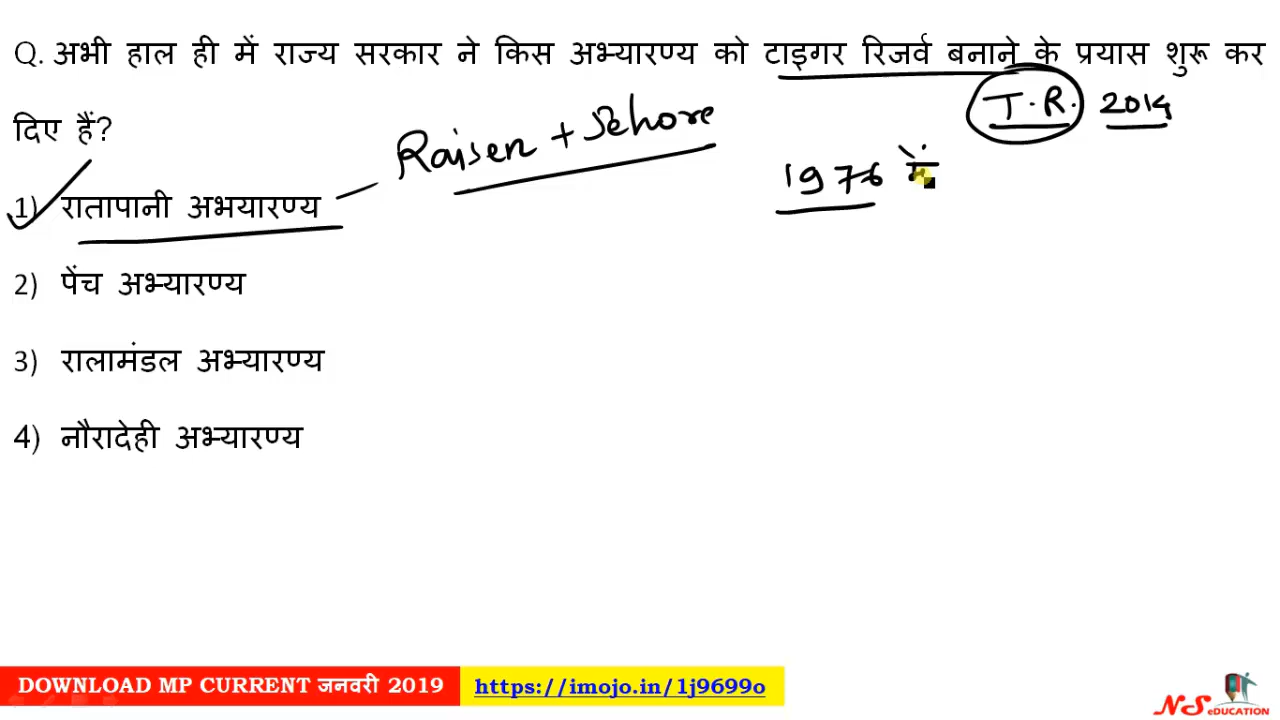 Q. अभी हाल ही में राज्य सरकार ने किस अभ्यारण्य को टाइगर रिजर्व बनाने के प्रयास शुरू कर
दिए हैं?
T.R. 2014
Raisen + Sehore
1976 में
1) रातापानी अभयारण्य
2) पेंच अभ्यारण्य
3) रालामंडल अभ्यारण्य
4) नौरादेही अभ्यारण्य
DOWNLOAD MP CURRENT जनवरी 2019 https://imojo.in/1j9699o
NS eDUCATION